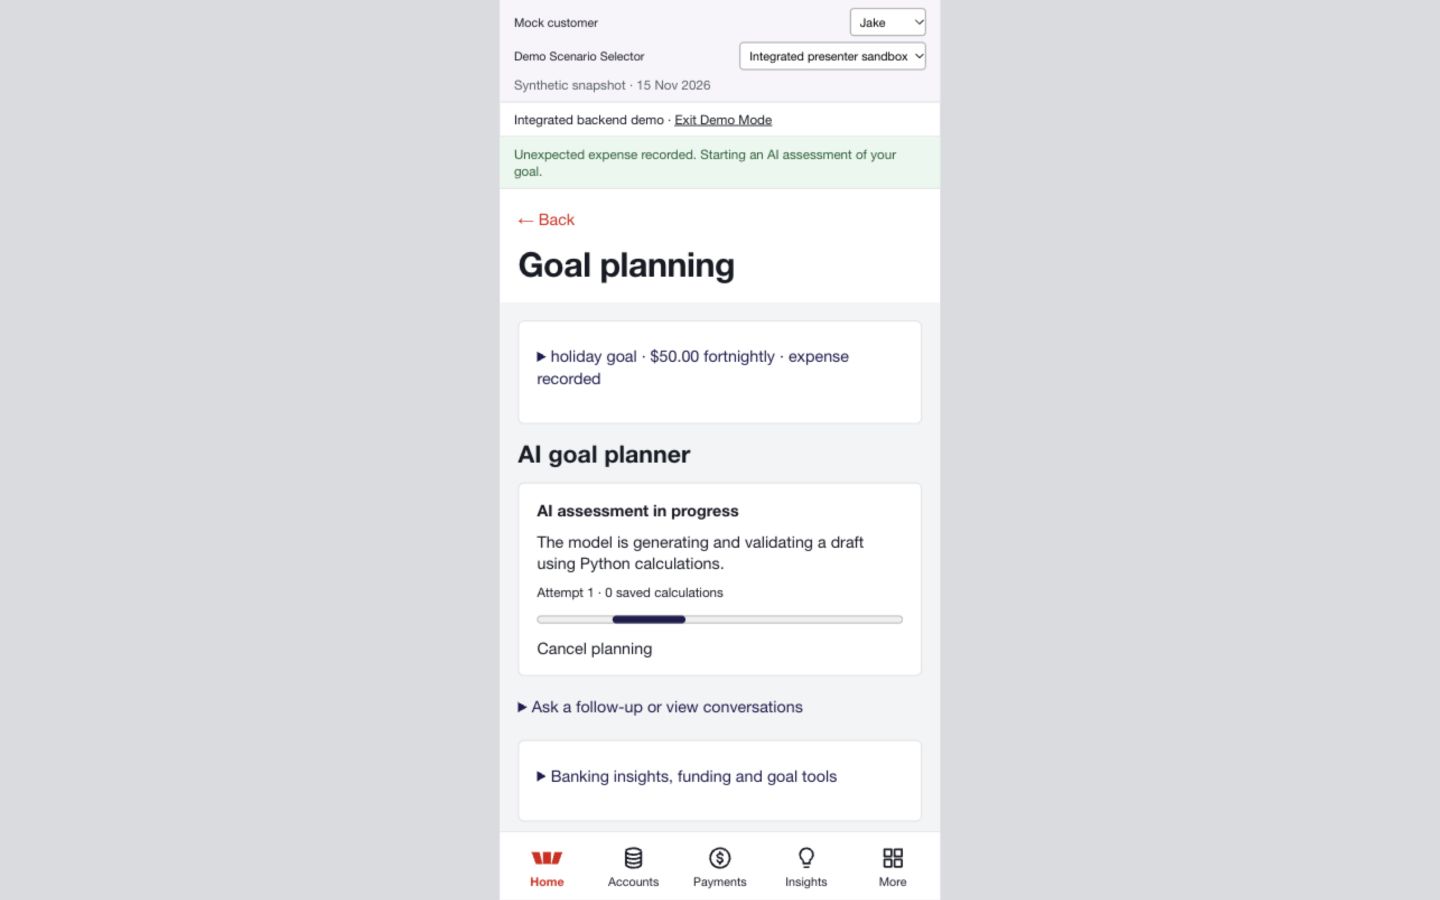 Mock customer
Jake
Demo Scenario Selector
Integrated presenter sandbox
Synthetic snapshot · 15 Nov 2026
Integrated backend demo · Exit Demo Mode
Unexpected expense recorded. Starting an AI assessment of your
goal.
← Back
Goal planning
▶ holiday goal · $50.00 fortnightly · expense
recorded
AI goal planner
AI assessment in progress
The model is generating and validating a draft
using Python calculations.
Attempt 1 · 0 saved calculations
Cancel planning
▶ Ask a follow-up or view conversations
▶ Banking insights, funding and goal tools
Home
Accounts
Payments
Insights
More